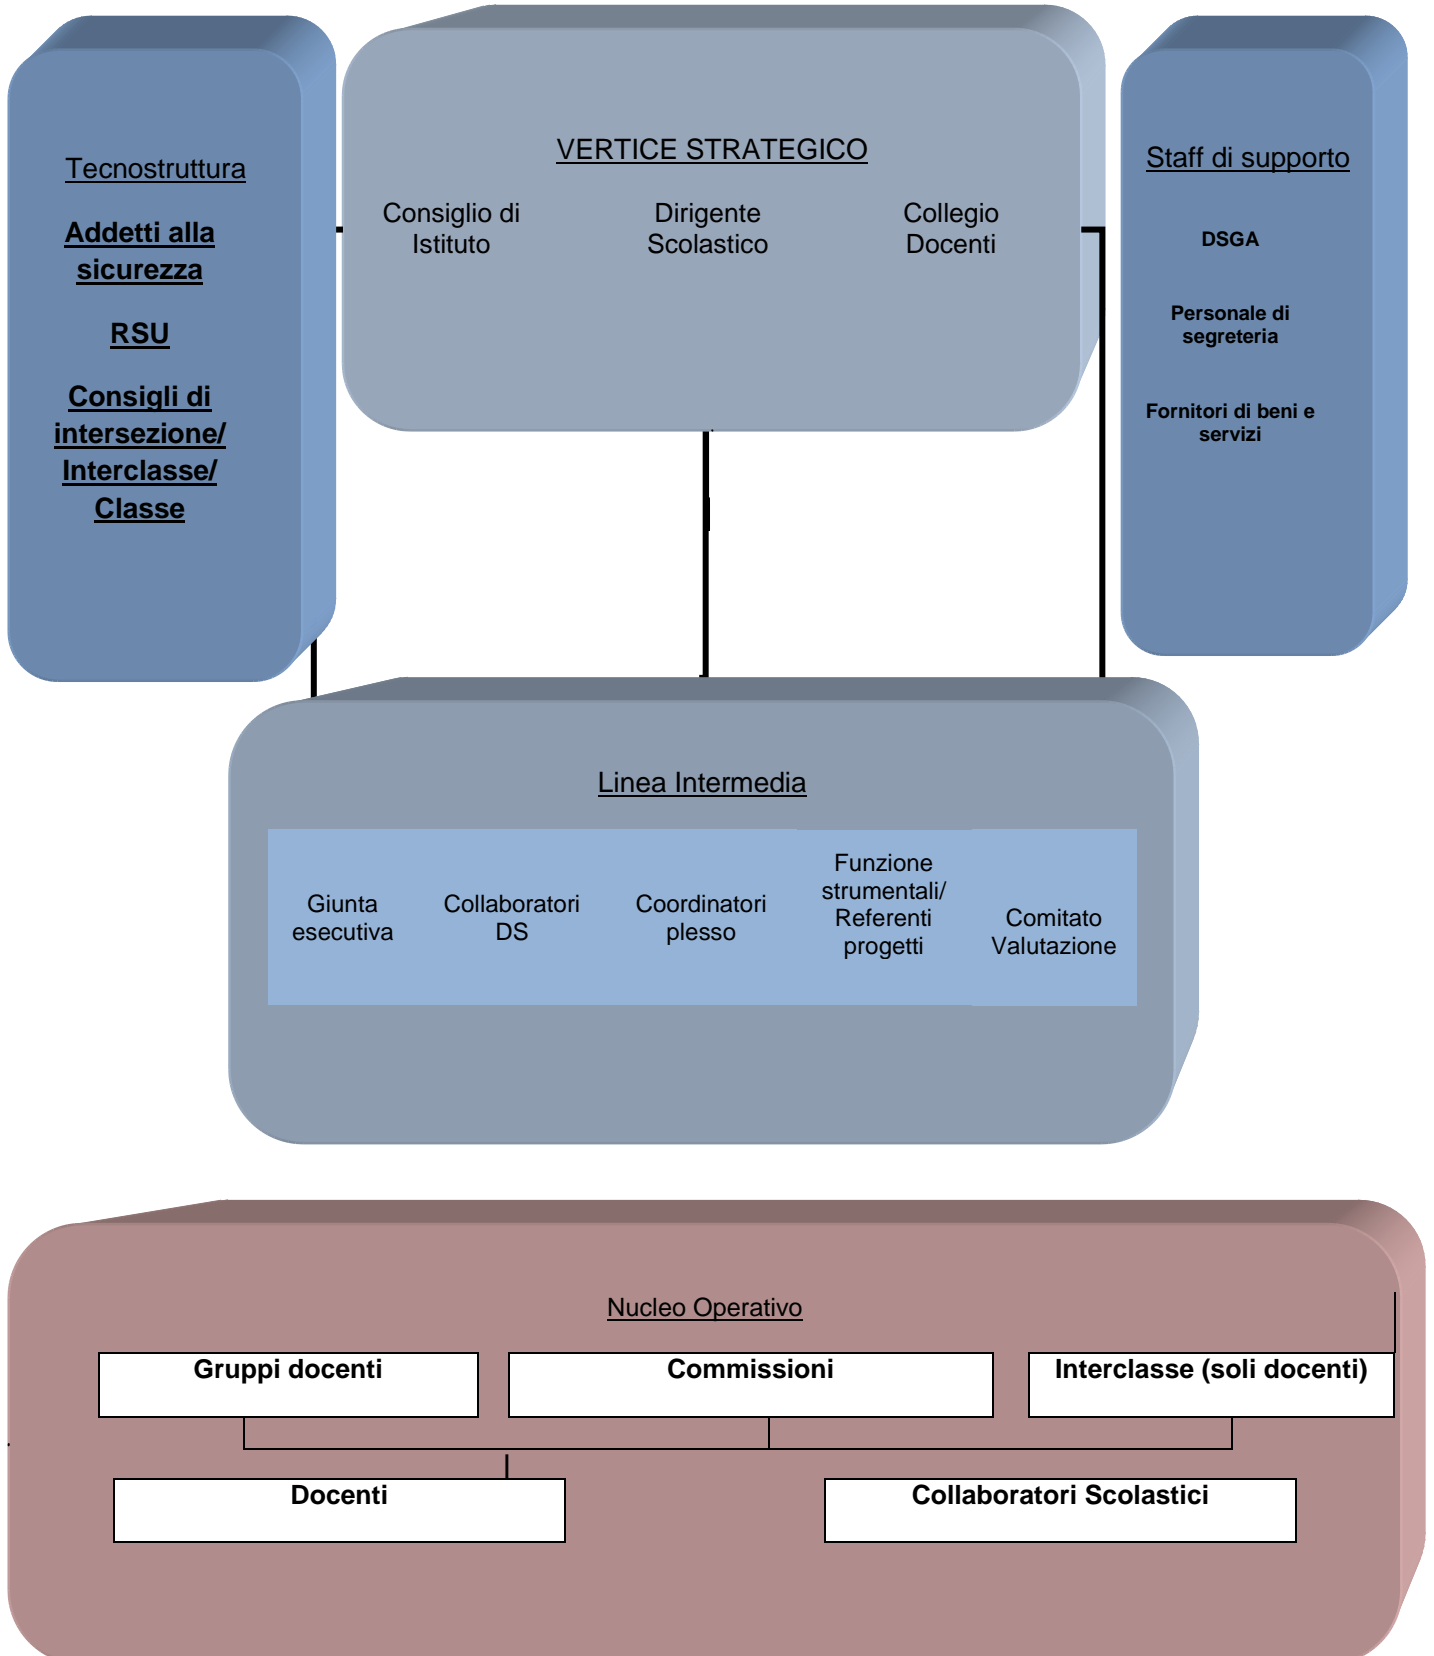 Tecnostruttura
Addetti alla
sicurezza
RSU
Consigli di
intersezione/
Interclasse/
Classe
VERTICE STRATEGICO
Consiglio di
Istituto
Dirigente
Scolastico
Collegio
Docenti
Staff di supporto
DSGA
Personale di
segreteria
Fornitori di beni e
servizi
Linea Intermedia
Giunta
esecutiva
Collaboratori
DS
Coordinatori
plesso
Funzione
strumentali/
Referenti
progetti
Comitato
Valutazione
Nucleo Operativo
Gruppi docenti
Commissioni
Interclasse (soli docenti)
Docenti
Collaboratori Scolastici